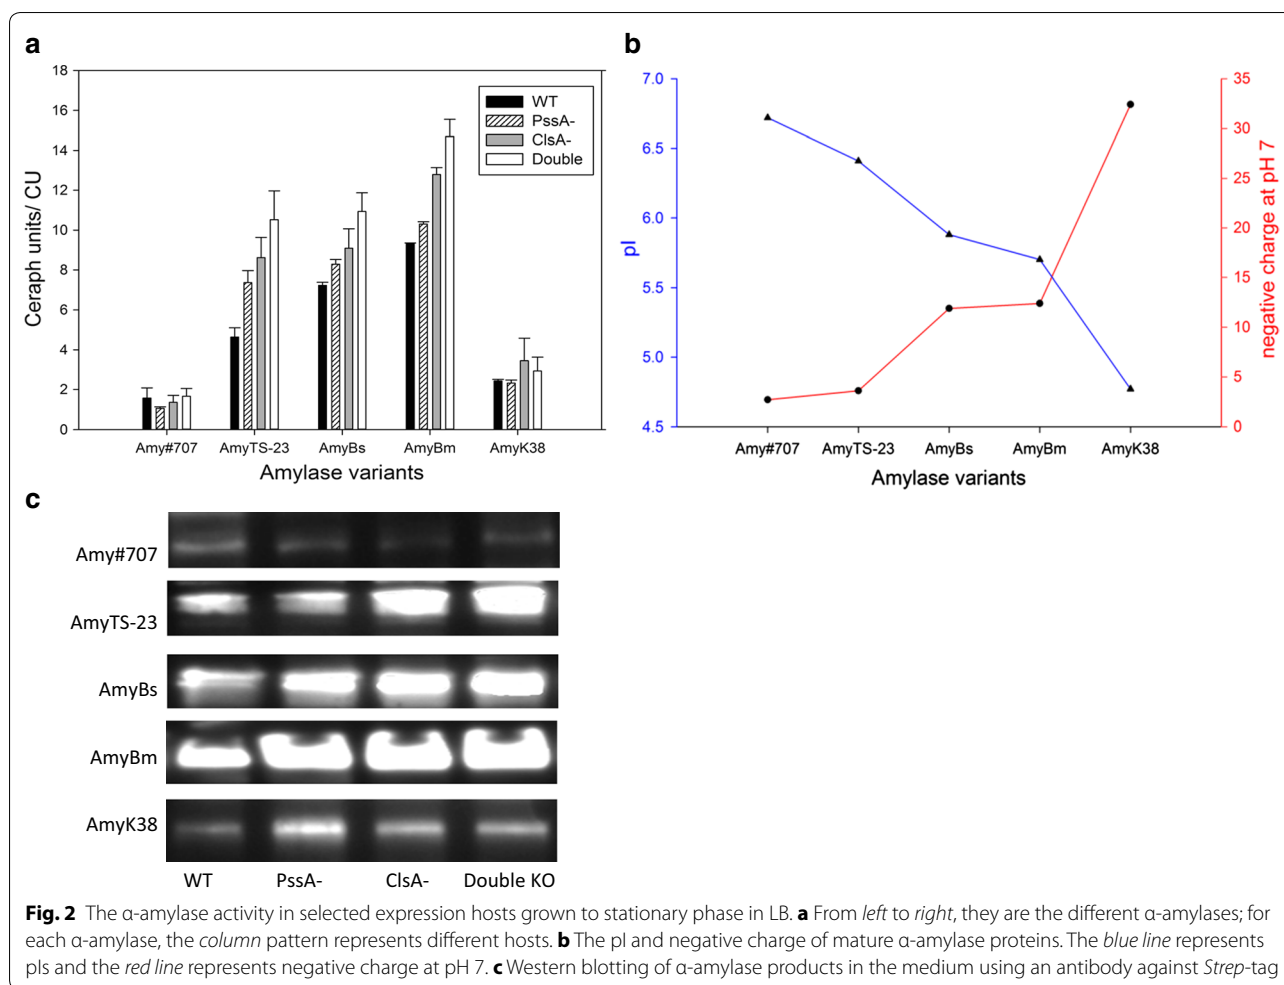 a
18
16
14
12
10
8
6
4
2
0
Ceraph units/ CU
WT
PssA-
ClsA-
Double
Amy#707 AmyTS-23 AmyBs AmyBm AmyK38
Amylase variants
b
7.0
6.5
6.0
5.5
5.0
4.5
pI
35
30
25
20
15
10
5
0
negative charge at pH 7
Amy#707 AmyTS-23 AmyBs AmyBm AmyK38
Amylase variants
c
Amy#707
AmyTS-23
AmyBs
AmyBm
AmyK38
WT PssA- ClsA- Double KO
Fig. 2 The α-amylase activity in selected expression hosts grown to stationary phase in LB. a From left to right, they are the different α-amylases; for
each α-amylase, the column pattern represents different hosts. b The pI and negative charge of mature α-amylase proteins. The blue line represents
pIs and the red line represents negative charge at pH 7. c Western blotting of α-amylase products in the medium using an antibody against Strep-tag